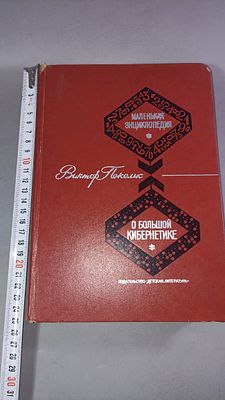 МАЛЕНЬКАЯ
ЭНЦИКЛОПЕДИЯ
Виктор Пекелис
О БОЛЬШОЙ
КИБЕРНЕТИКЕ
ИЗДАТЕЛЬСТВО «ДЕТСКАЯ ЛИТЕРАТУРА»